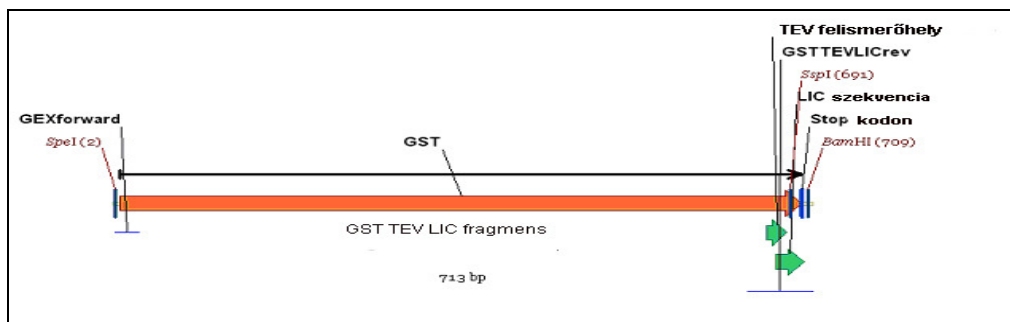 TEV felismerőhely
GSTTEVLICrev
SspI (691)
LIC szekvencia
GEXforward
Stop kodon
SpeI (2)
GST
BamHI (709)
GST TEV LIC fragmens
713 bp